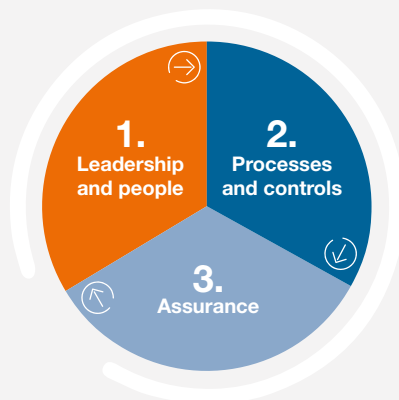 1.
Leadership
and people
2.
Processes
and controls
3.
Assurance